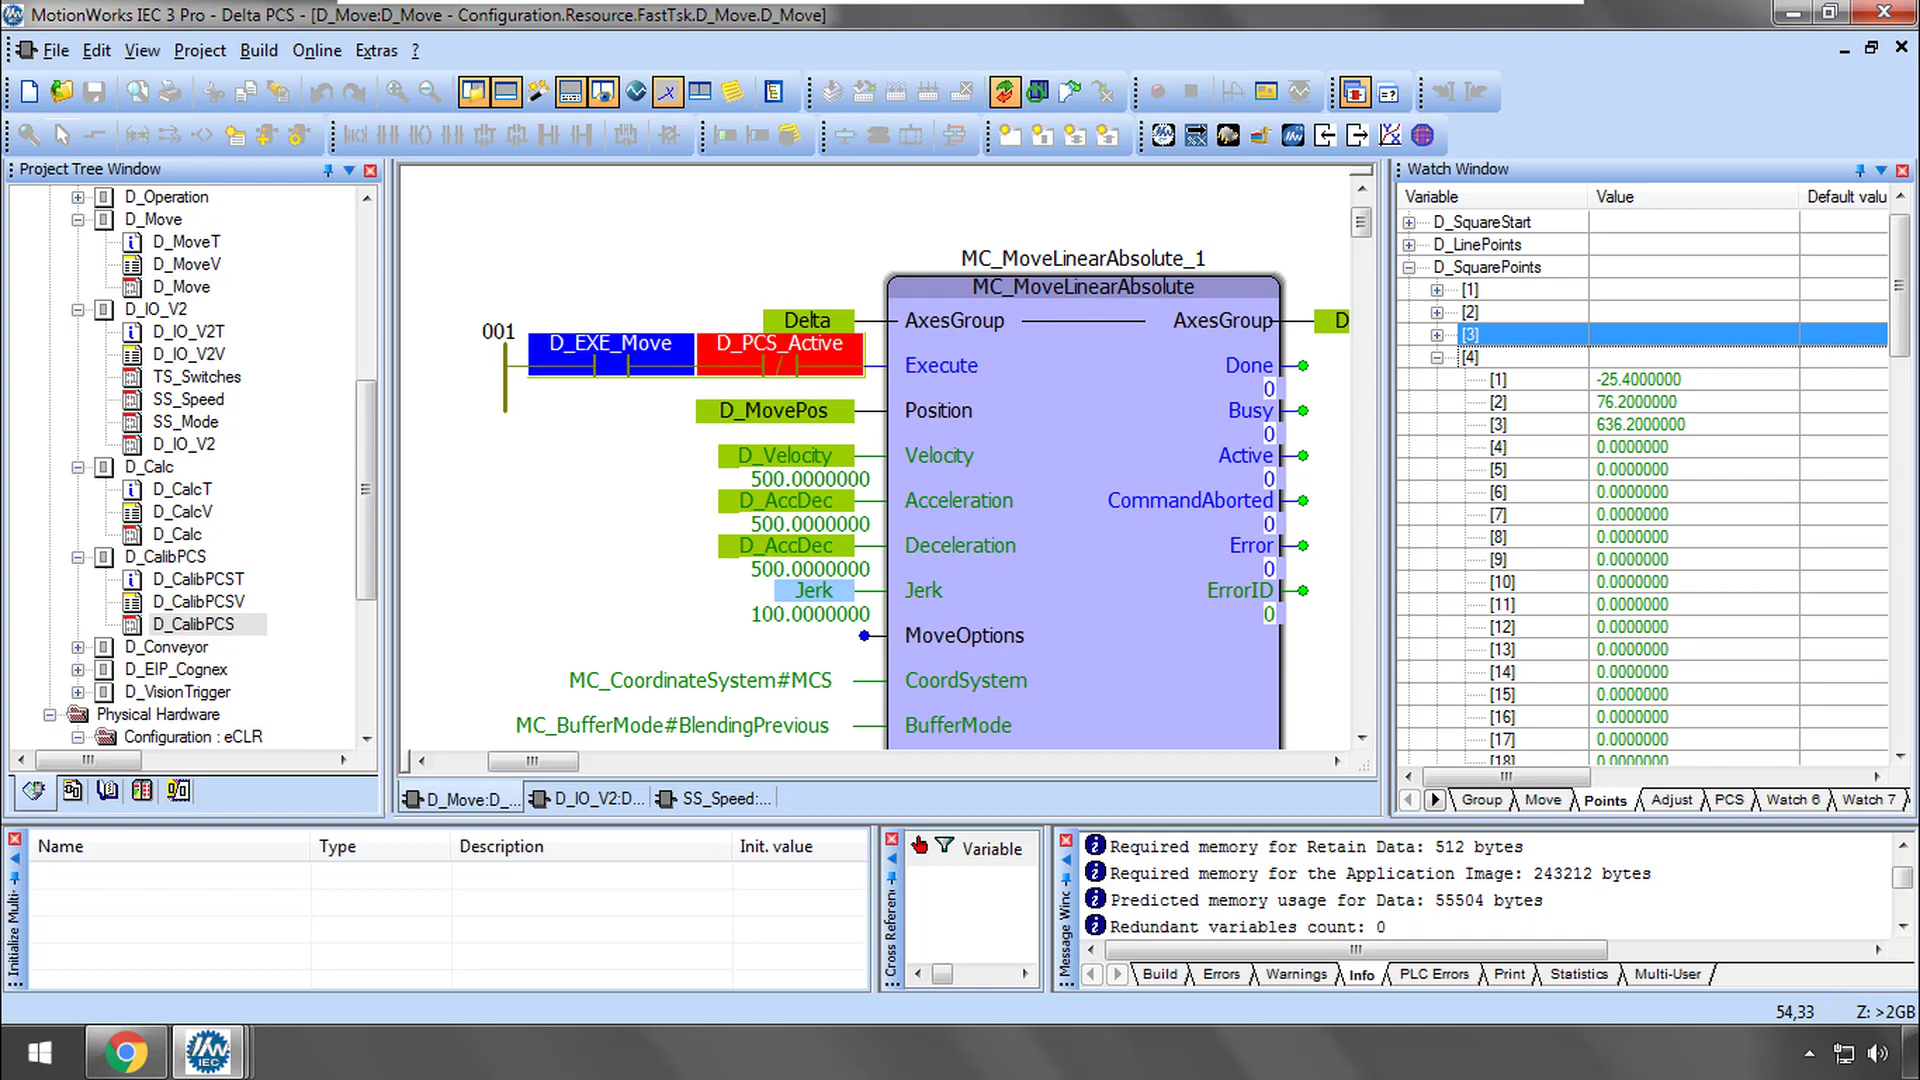 MotionWorks IEC 3 Pro - Delta PCS - [D_Move:D_Move - Configuration.Resource.FastTsk.D_Move.D_Move]
File Edit View Project Build Online Extras ?
Project Tree Window
D_Operation
D_Move
D_MoveT
D_MoveV
D_Move
D_IO_V2
D_IO_V2T
D_IO_V2V
TS_Switches
SS_Speed
SS_Mode
D_IO_V2
D_Calc
D_CalcT
D_CalcV
D_Calc
D_CalibPCS
D_CalibPCST
D_CalibPCSV
D_CalibPCS
D_Conveyor
D_EIP_Cognex
D_VisionTrigger
Physical Hardware
Configuration : eCLR
MC_MoveLinearAbsolute_1
MC_MoveLinearAbsolute
001
Delta AxesGroup AxesGroup D
D_EXE_Move D_PCS_Active Execute Done
0
D_MovePos Position Busy
0
D_Velocity Velocity Active
500.0000000 0
D_AccDec Acceleration CommandAborted
500.0000000 0
D_AccDec Deceleration Error
500.0000000 0
Jerk Jerk ErrorID
100.0000000 0
MoveOptions
MC_CoordinateSystem#MCS CoordSystem
MC_BufferMode#BlendingPrevious BufferMode
D_Move:D_... D_IO_V2:D... SS_Speed:...
Watch Window
Variable Value Default valu
D_SquareStart
D_LinePoints
D_SquarePoints
[1]
[2]
[3]
[4]
[1] -25.4000000
[2] 76.2000000
[3] 636.2000000
[4] 0.0000000
[5] 0.0000000
[6] 0.0000000
[7] 0.0000000
[8] 0.0000000
[9] 0.0000000
[10] 0.0000000
[11] 0.0000000
[12] 0.0000000
[13] 0.0000000
[14] 0.0000000
[15] 0.0000000
[16] 0.0000000
[17] 0.0000000
[18] 0.0000000
Group Move Points Adjust PCS Watch 6 Watch 7
Initialize Multi-
Name Type Description Init. value
Cross Referen
Variable
Message Winc
Required memory for Retain Data: 512 bytes
Required memory for the Application Image: 243212 bytes
Predicted memory usage for Data: 55504 bytes
Redundant variables count: 0
Build Errors Warnings Info PLC Errors Print Statistics Multi-User
54,33 Z: >2GB
IEC